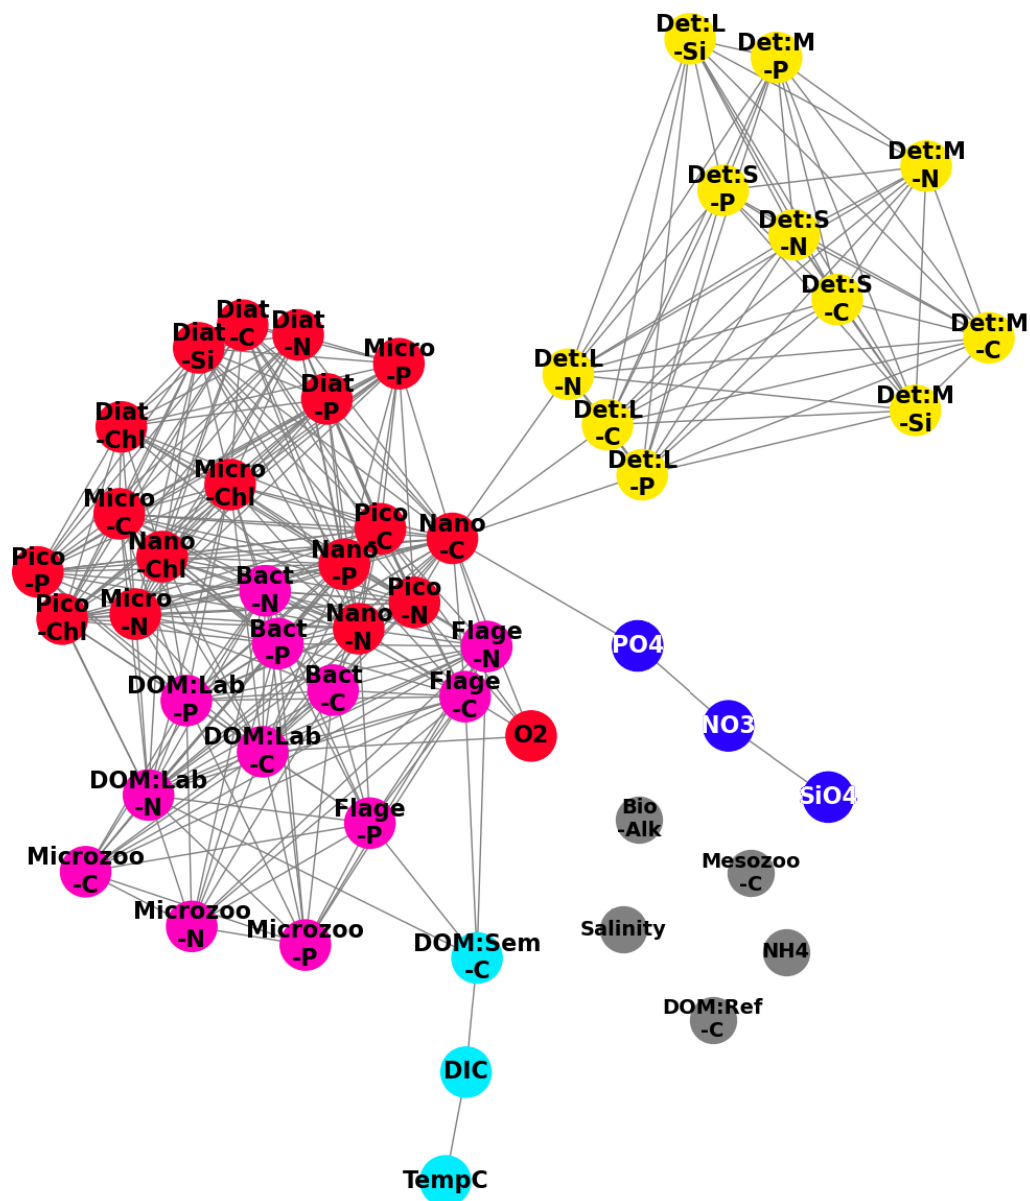 Det:L
-Si
Det:M
-P
Det:M
-N
Det:S
-P
Det:S
-N
Det:S
-C
Det:M
-C
Det:L
-N
Det:L
-C
Det:L
-P
Det:M
-Si
Diat
-C
Diat
-N
Diat
-Si
Micro
-P
Diat
-P
Diat
-Chl
Micro
-Chl
Micro
-C
Nano
-Chl
Pico
-C
Nano
-C
Nano
-P
Pico
-P
Pico
-Chl
Micro
-N
Bact
-N
Pico
-N
Nano
-N
Bact
-P
Flage
-N
Bact
-C
Flage
-C
DOM:Lab
-P
DOM:Lab
-C
O2
DOM:Lab
-N
Flage
-P
Microzoo
-C
Microzoo
-N
Microzoo
-P
PO4
NO3
SiO4
Bio
-Alk
Mesozoo
-C
Salinity
NH4
DOM:Ref
-C
DOM:Sem
-C
DIC
TempC